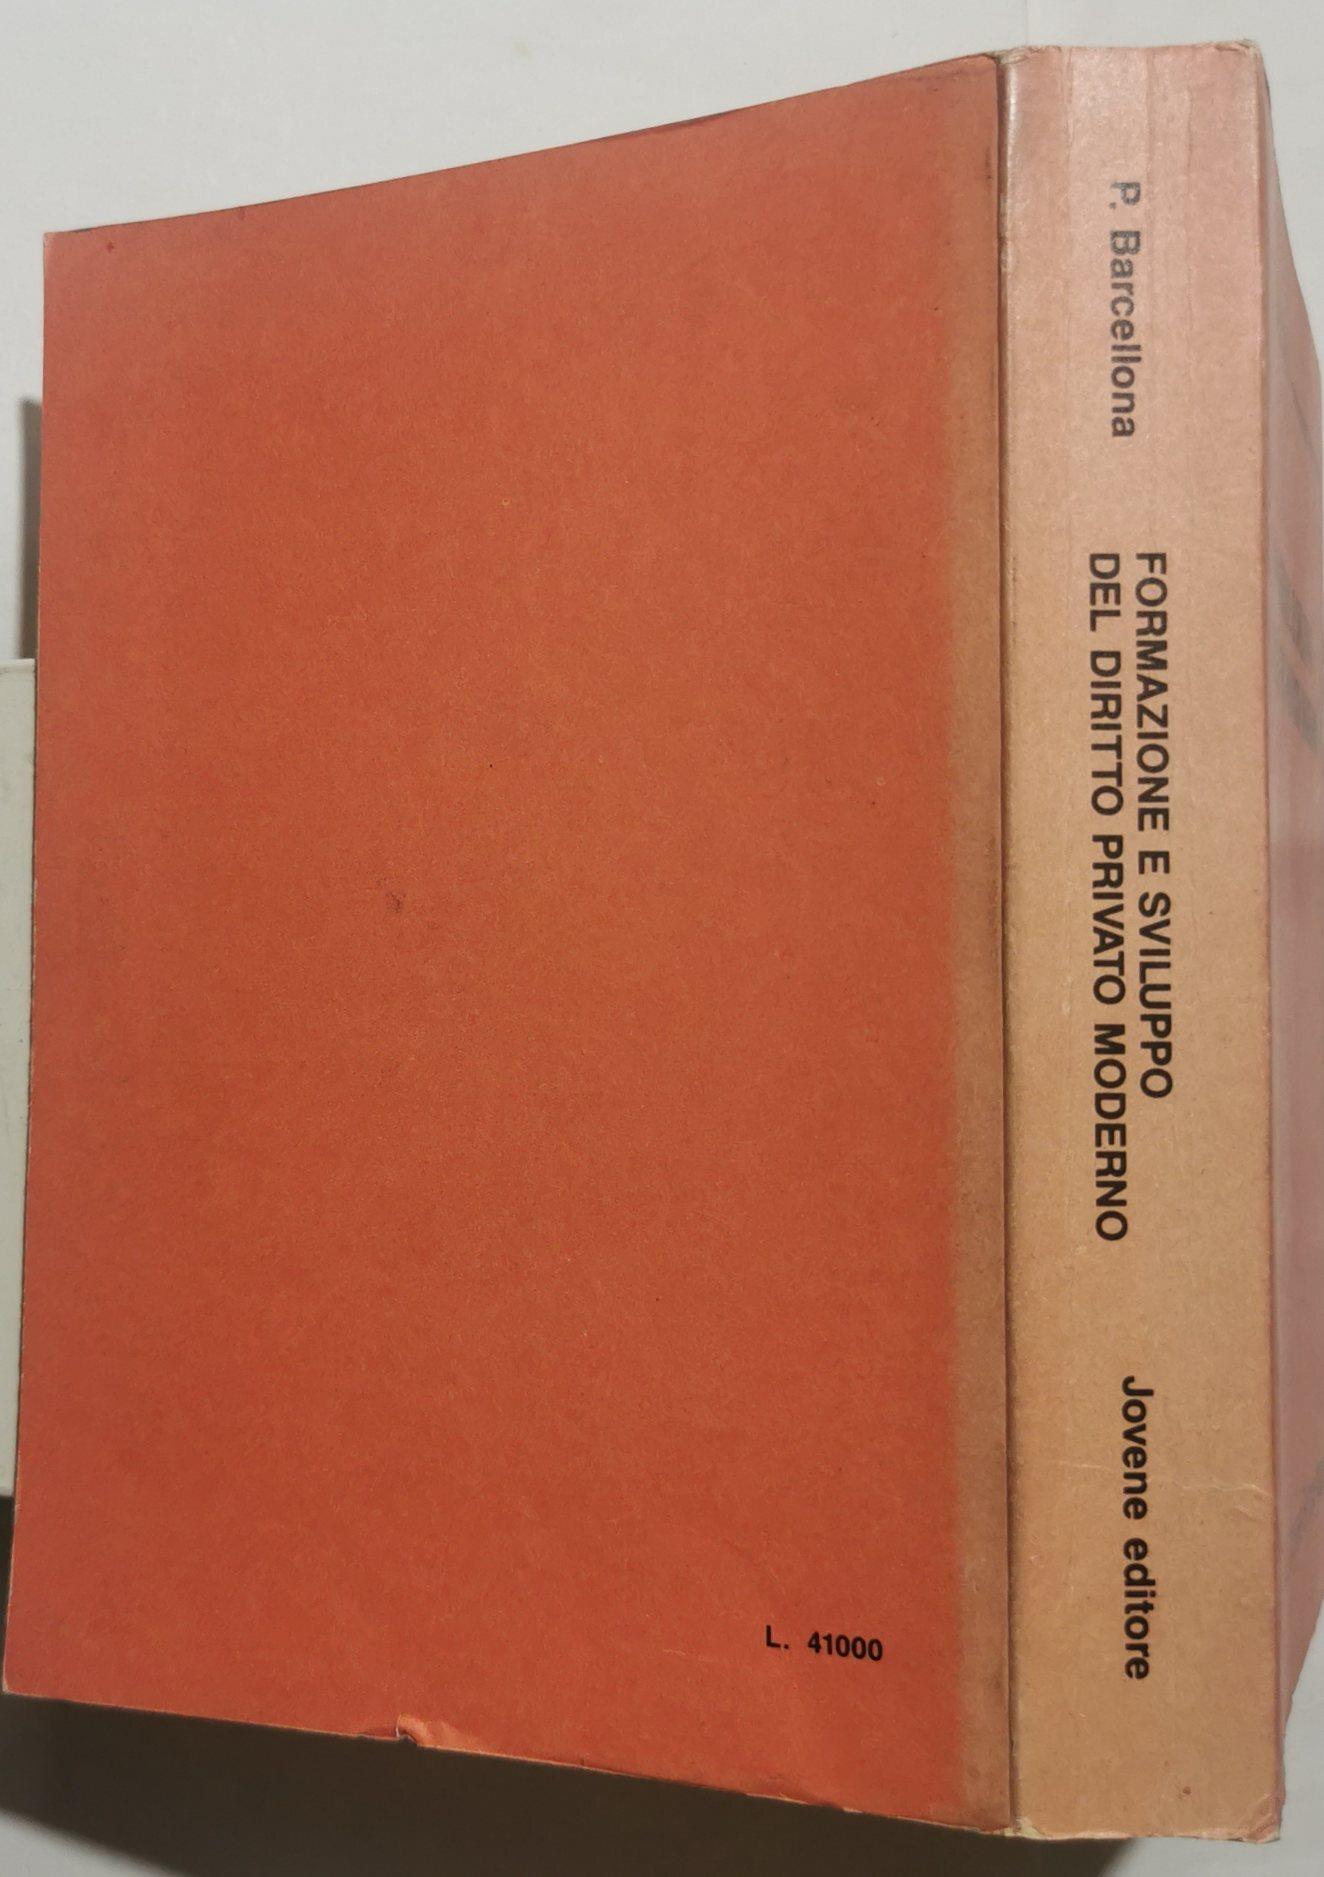 P. Barcellona
FORMAZIONE E SVILUPPO
DEL DIRITTO PRIVATO MODERNO
Jovene editore
L. 41000